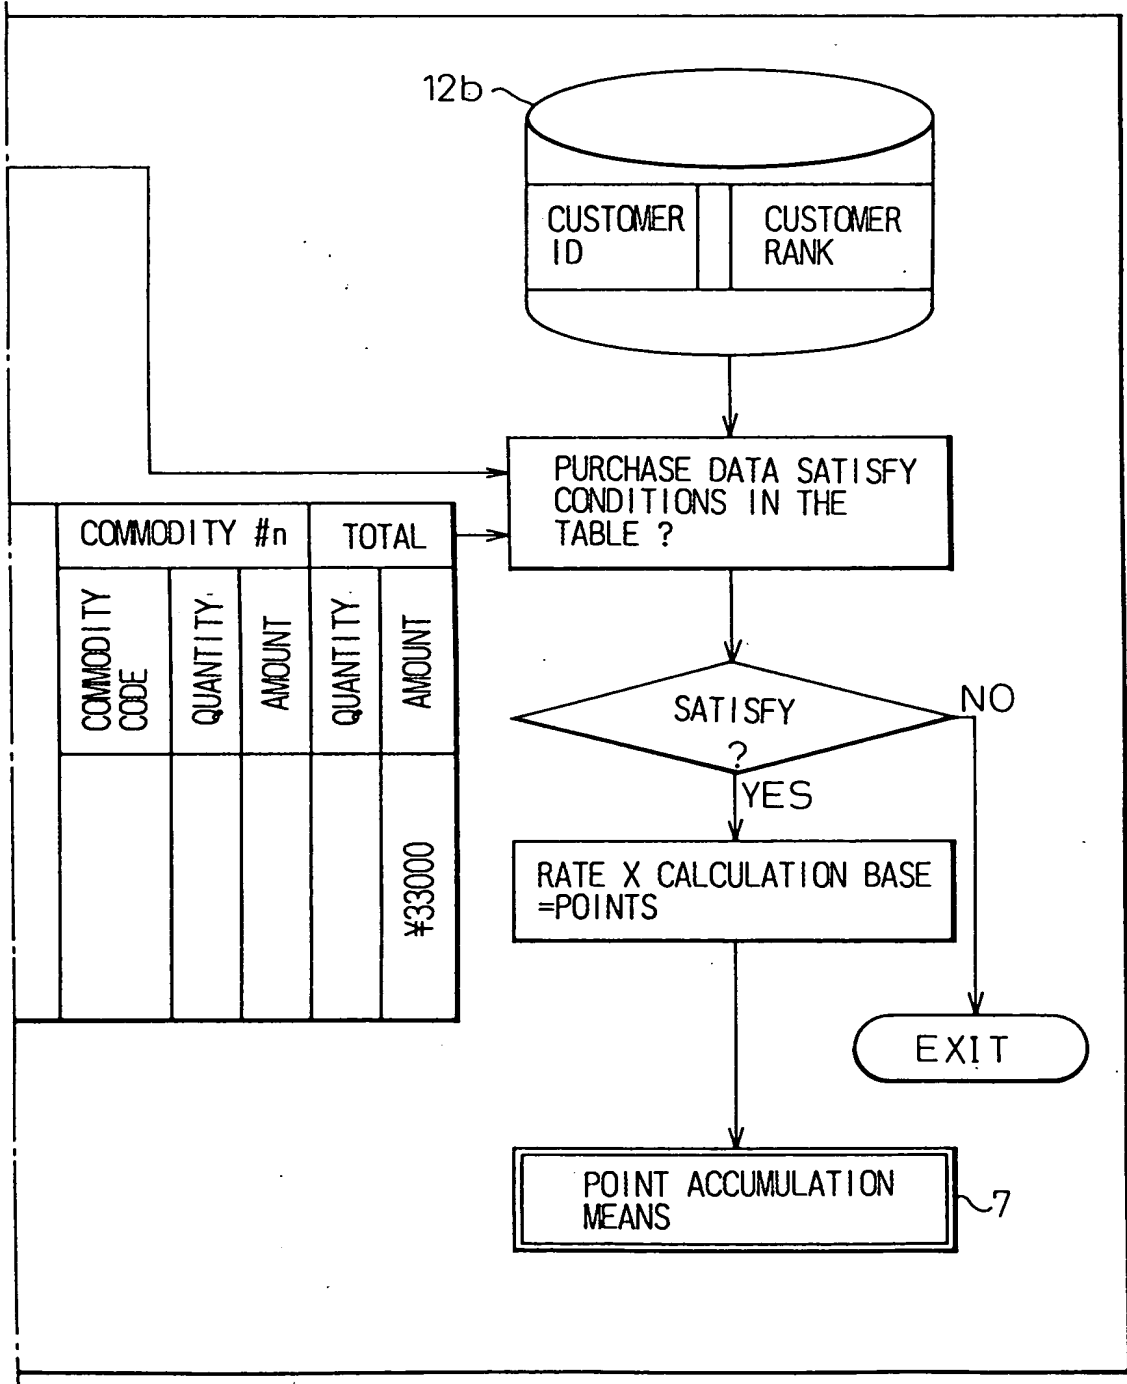 12b
CUSTOMER
ID
CUSTOMER
RANK
PURCHASE DATA SATISFY
CONDITIONS IN THE
TABLE ?
COMMODITY #n
TOTAL
COMMODITY
CODE
QUANTITY
AMOUNT
QUANTITY
AMOUNT
¥33000
SATISFY
?
NO
YES
RATE X CALCULATION BASE
=POINTS
EXIT
POINT ACCUMULATION
MEANS
7